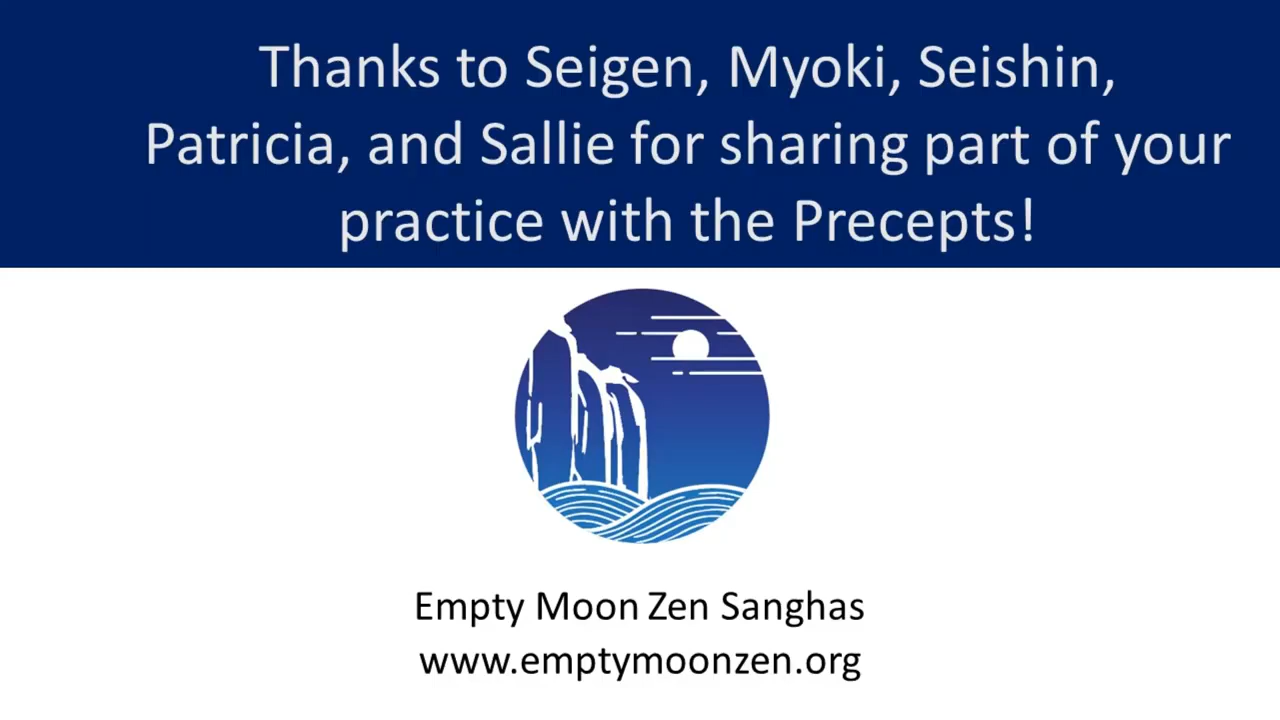 Thanks to Seigen, Myoki, Seishin,
Patricia, and Sallie for sharing part of your
practice with the Precepts!
Empty Moon Zen Sanghas
www.emptymoonzen.org